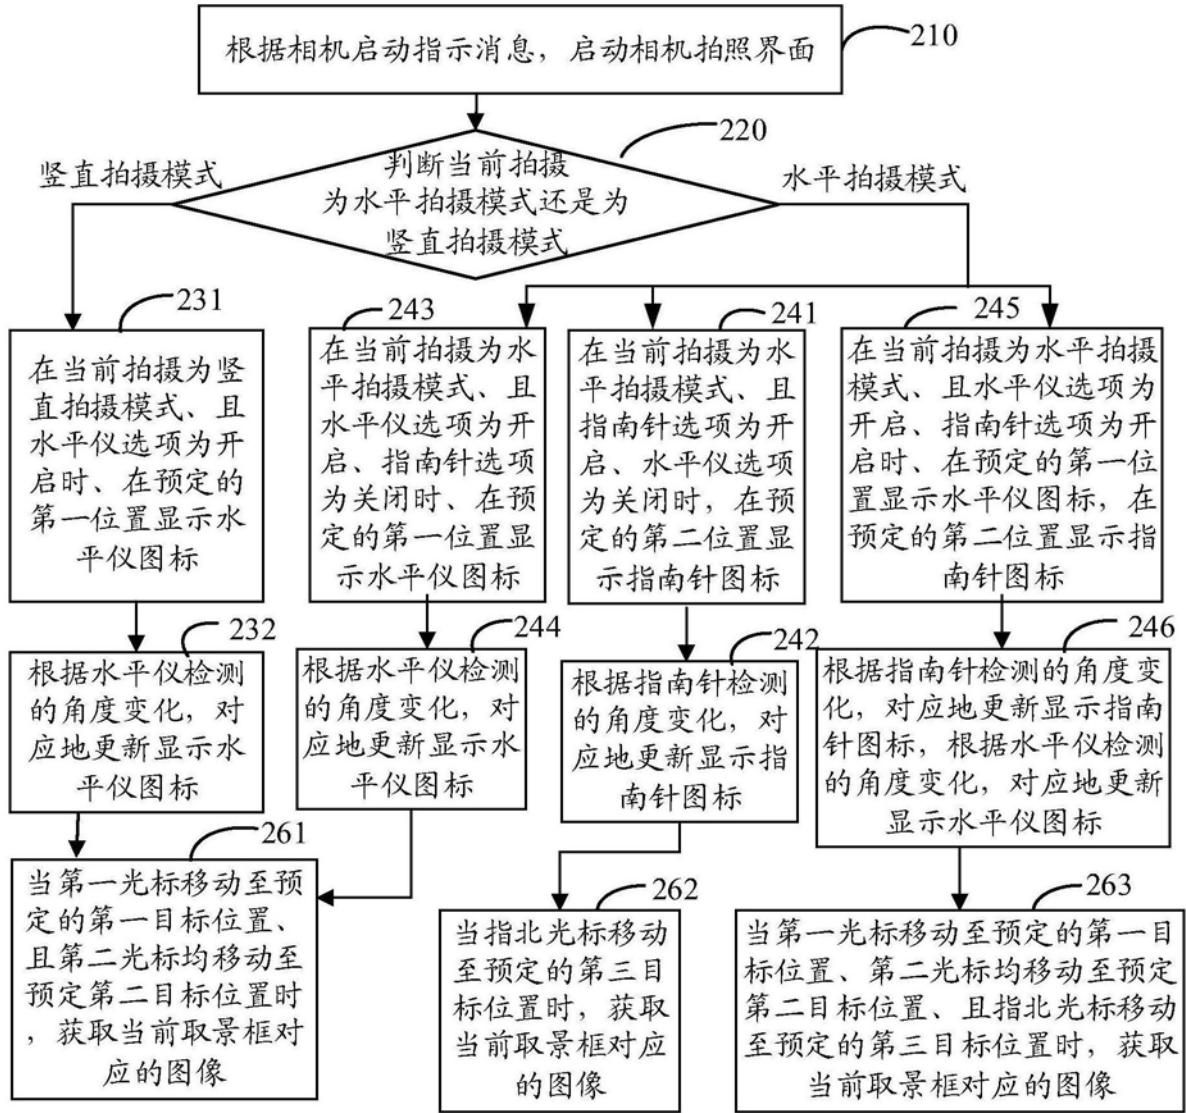 根据相机启动指示消息，启动相机拍照界面
210
220
判断当前拍摄
为水平拍摄模式还是为
竖直拍摄模式
竖直拍摄模式
水平拍摄模式
231
在当前拍摄为竖
直拍摄模式、且
水平仪选项为开
启时、在预定的
第一位置显示水
平仪图标
243
在当前拍摄为水
平拍摄模式、且
水平仪选项为开
启、指南针选项
为关闭时、在预
定的第一位置显
示水平仪图标
241
在当前拍摄为水
平拍摄模式、且
指南针选项为开
启、水平仪选项
为关闭时，在预
定的第二位置显
示指南针图标
245
在当前拍摄为水平拍摄
模式、且水平仪选项为
开启、指南针选项为开
启时、在预定的第一位
置显示水平仪图标，在
预定的第二位置显示指
南针图标
232
根据水平仪检测
的角度变化，对
应地更新显示水
平仪图标
244
根据水平仪检测
的角度变化，对
应地更新显示水
平仪图标
242
根据指南针检测
的角度变化，对
应地更新显示指
南针图标
246
根据指南针检测的角度变
化，对应地更新显示指南
针图标，根据水平仪检测
的角度变化，对应地更新
显示水平仪图标
261
当第一光标移动至预
定的第一目标位置、
且第二光标均移动至
预定第二目标位置时
，获取当前取景框对
应的图像
262
当指北光标移动
至预定的第三目
标位置时，获取
当前取景框对应
的图像
263
当第一光标移动至预定的第一目
标位置、第二光标均移动至预定
第二目标位置、且指北光标移动
至预定的第三目标位置时，获取
当前取景框对应的图像